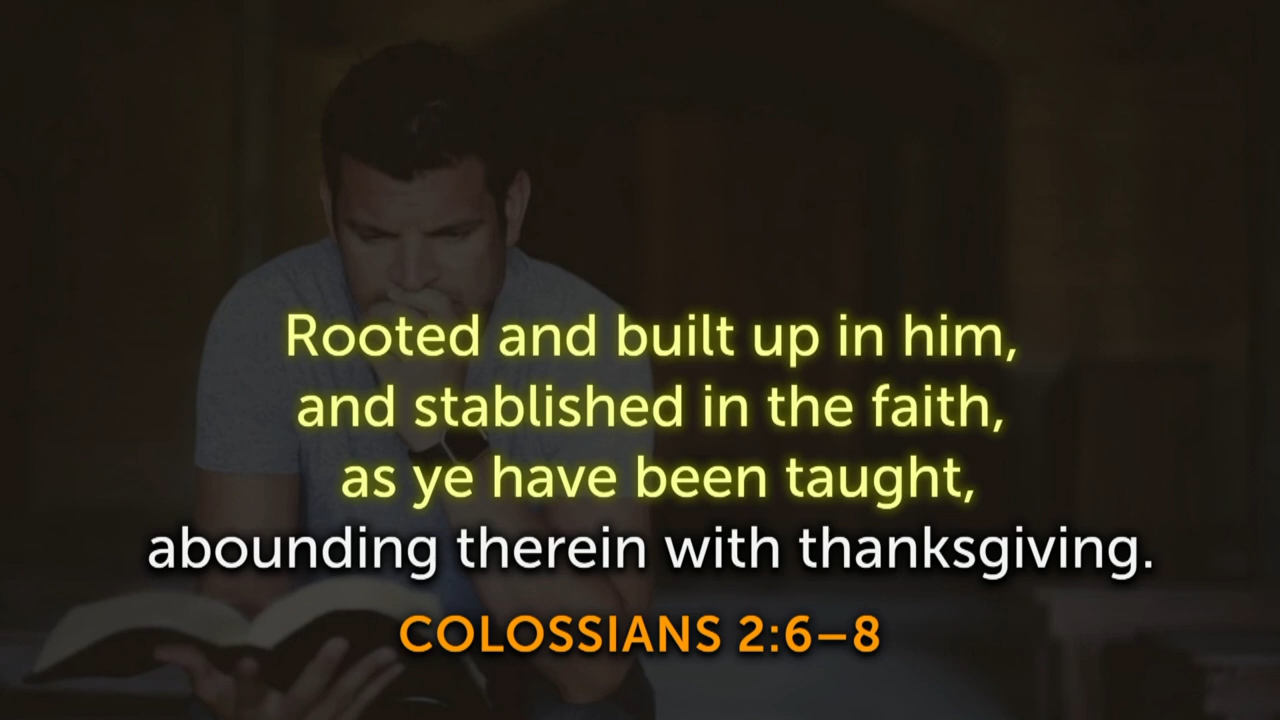 Rooted and built up in him,
and stablished in the faith,
as ye have been taught,
abounding therein with thanksgiving.
COLOSSIANS 2:6–8